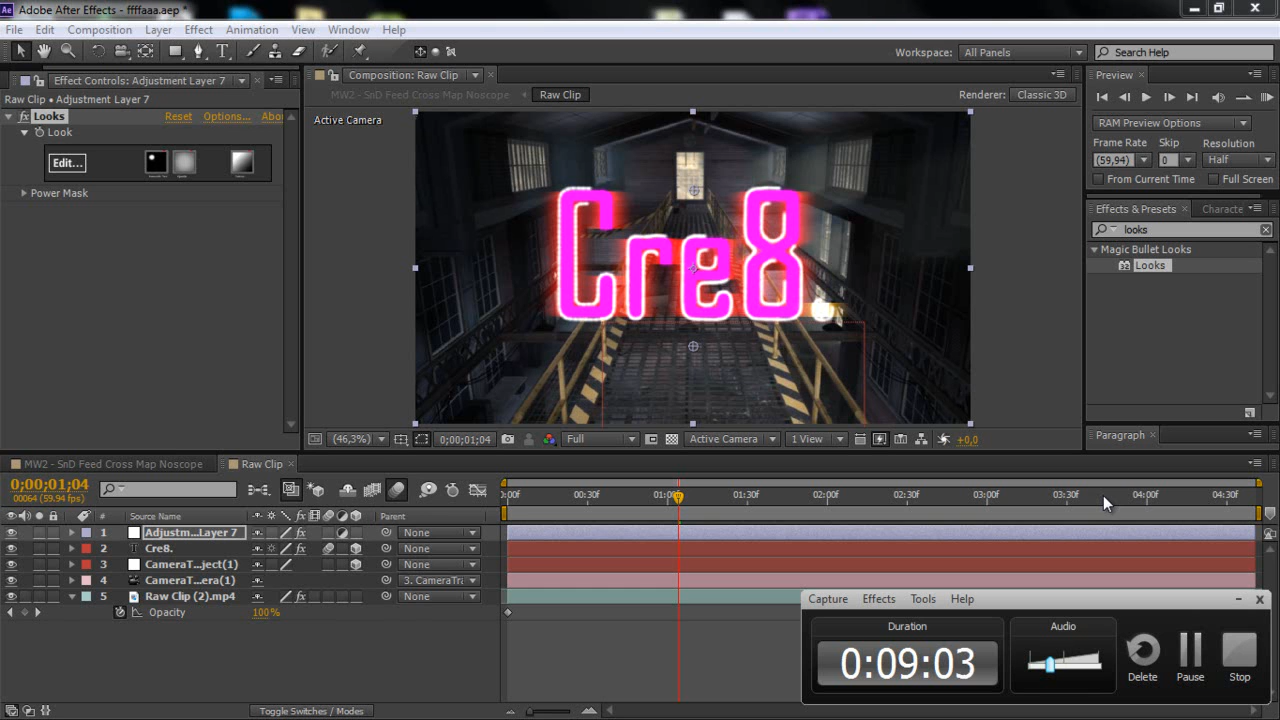 Ae Adobe After Effects - ffffaaa.aep *
File Edit Composition Layer Effect Animation View Window Help
Workspace: All Panels Search Help
Effect Controls: Adjustment Layer 7
Composition: Raw Clip
Preview
Raw Clip • Adjustment Layer 7
MW2 - SnD Feed Cross Map Noscope Raw Clip
Renderer: Classic 3D
fx Looks Reset Options... Abo
Active Camera
Look
Edit...
Power Mask
Cre8.
RAM Preview Options
Frame Rate Skip Resolution
(59,94) 0 Half
From Current Time Full Screen
Effects & Presets Characte
looks
Magic Bullet Looks
Looks
Paragraph
(46,3%) 0;00;01;04 Full Active Camera 1 View +0,0
MW2 - SnD Feed Cross Map Noscope Raw Clip
0;00;01;04
00064 (59.94 fps)
:00f 00:30f 01:00f 01:30f 02:00f 02:30f 03:00f 03:30f 04:00f 04:30f
# Source Name fx Parent
1 Adjustm...Layer 7 fx None
2 T Cre8. None
3 CameraT...ject(1) None
4 CameraT...era(1) 3. CameraTra
5 Raw Clip (2).mp4 fx None
Opacity 100%
Toggle Switches / Modes
Capture Effects Tools Help
Duration Audio
0:09:03
Delete Pause Stop